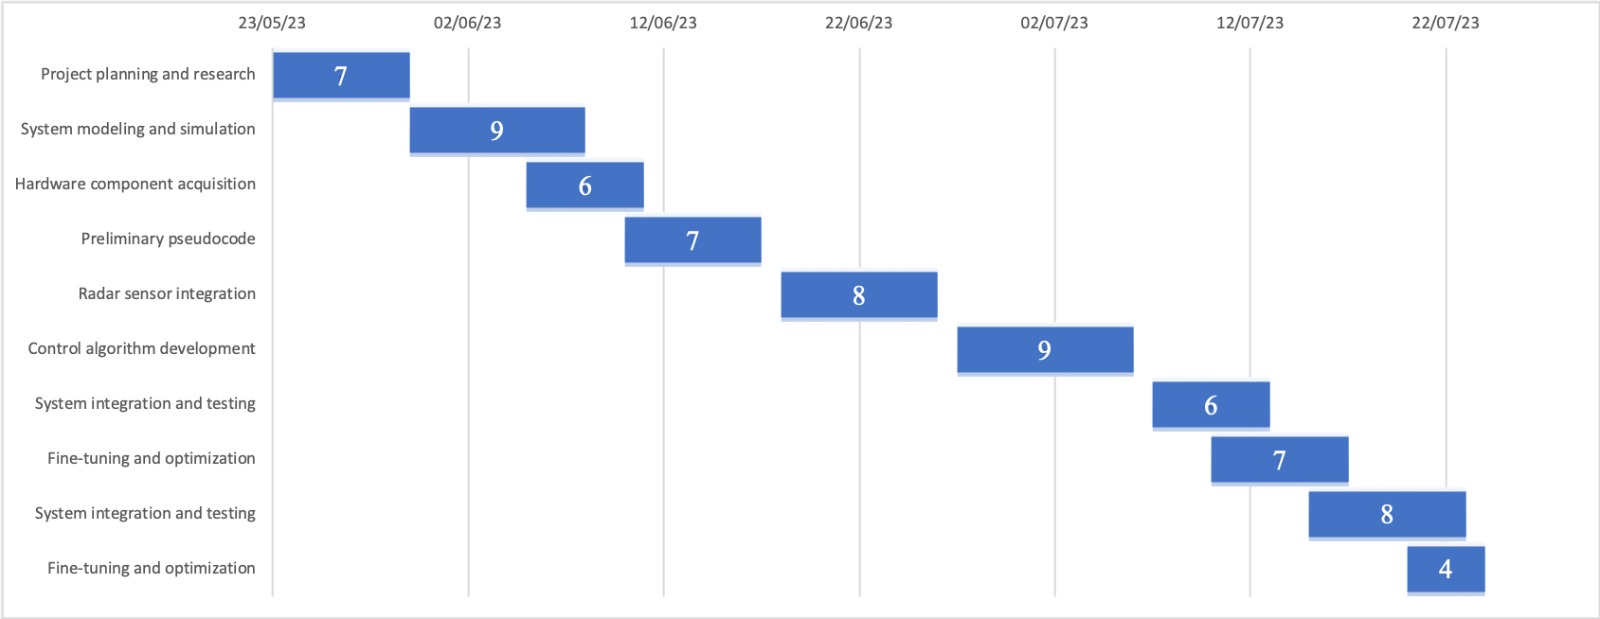 23/05/23 02/06/23 12/06/23 22/06/23 02/07/23 12/07/23 22/07/23
Project planning and research 7
System modeling and simulation 9
Hardware component acquisition 6
Preliminary pseudocode 7
Radar sensor integration 8
Control algorithm development 9
System integration and testing 6
Fine-tuning and optimization 7
System integration and testing 8
Fine-tuning and optimization 4